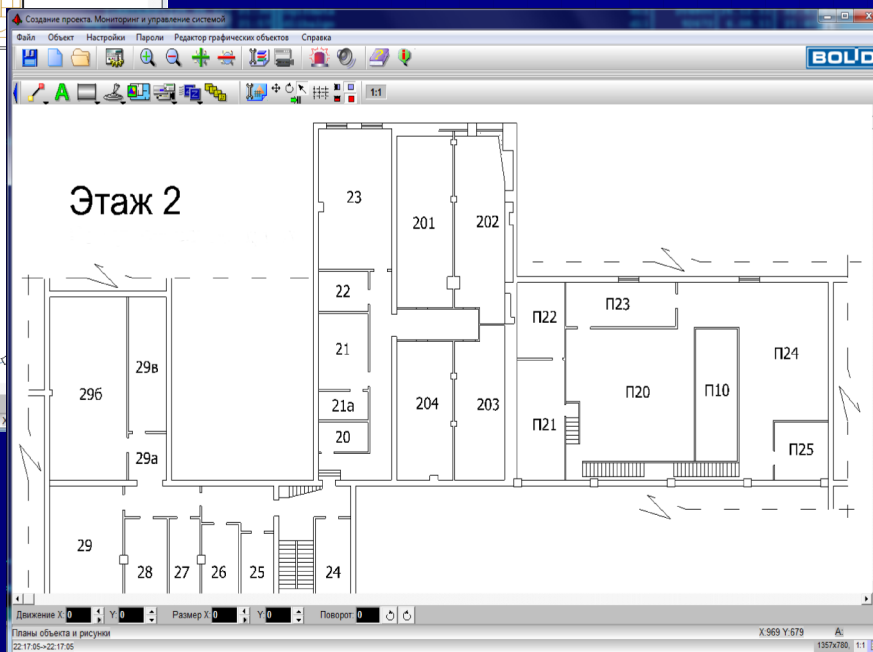 Создание проекта. Мониторинг и управление системой
Файл Объект Настройки Пароли Редактор графических объектов Справка
BOLID
A 1:1
Этаж 2
23
201
202
22
П22
П23
21
29в
П24
29б
П20
П10
21а
204
203
П21
20
П25
29а
29
28
27
26
25
24
Движение X: 0 Y: 0 Размер X: 0 Y: 0 Поворот: 0
Планы объекта и рисунки X:969 Y:679 A:
22:17:05->22:17:05 1357x780, 1:1